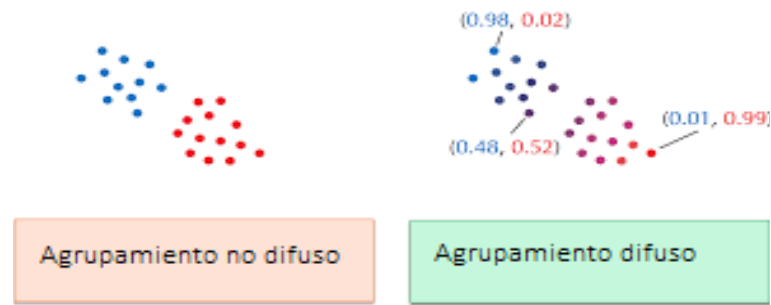 (0.98, 0.02)
(0.01, 0.99)
(0.48, 0.52)
Agrupamiento no difuso
Agrupamiento difuso